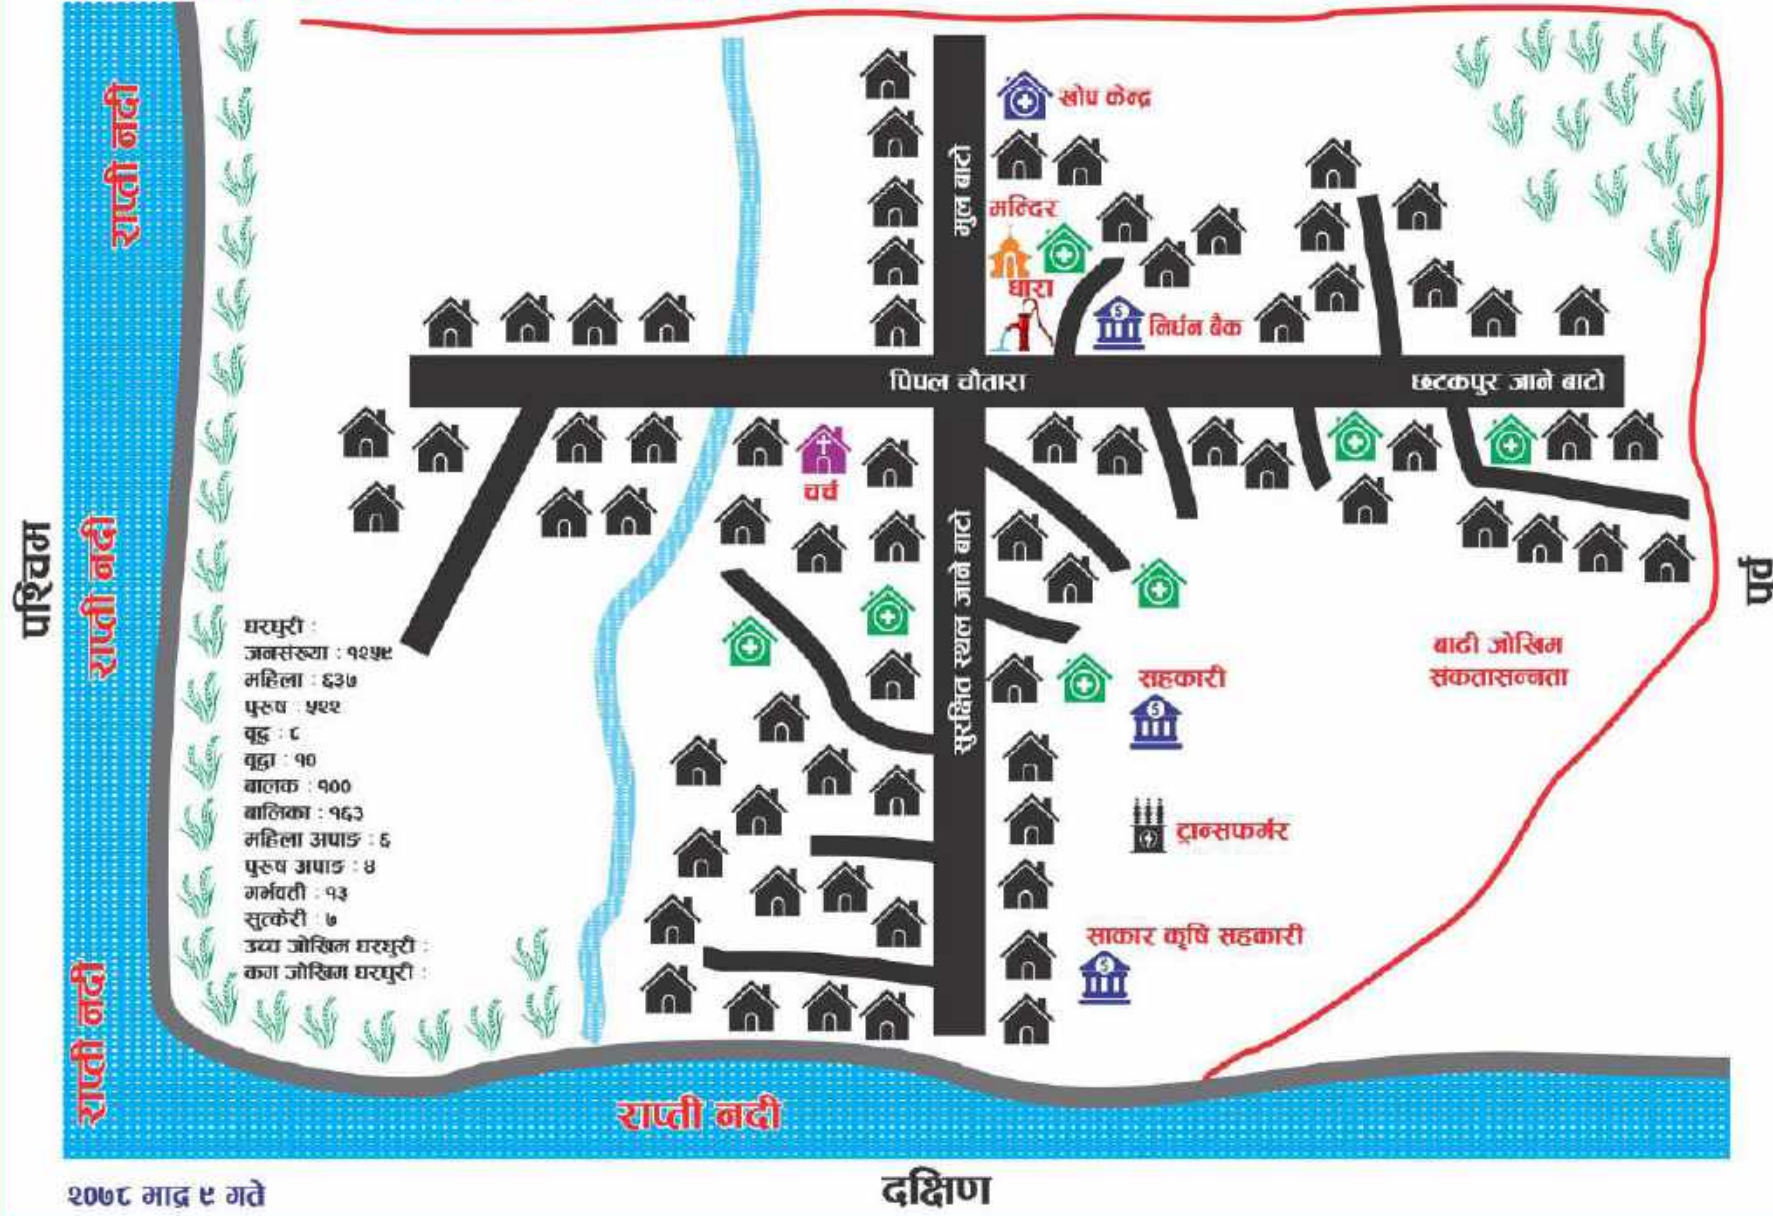 राप्ती नदी
खोप केन्द्र
मुल बाटो
मन्दिर
धारा
निर्धन बैक
पिपल चौतारा
छटकपुर जाने बाटो
चर्च
पश्चिम
राप्ती नदी
सुरक्षित स्थल जाने बाटो
पूर्व
घरधुरी :
जनसंख्या : १२५९
महिला : ६३७
पुरुष : ५२२
वृद्ध : ८
वृद्धा : १०
बालक : १००
बालिका : १६३
महिला अपाङ : ६
पुरुष अपाङ : ४
गर्भवती : १३
सुत्केरी : ७
उच्च जोखिम घरधुरी :
कम जोखिम घरधुरी :
बाढी जोखिम
संकतासन्नता
सहकारी
ट्रान्सफर्मर
साकार कृषि सहकारी
राप्ती नदी
राप्ती नदी
दक्षिण
२०७८ भाद्र ९ गते